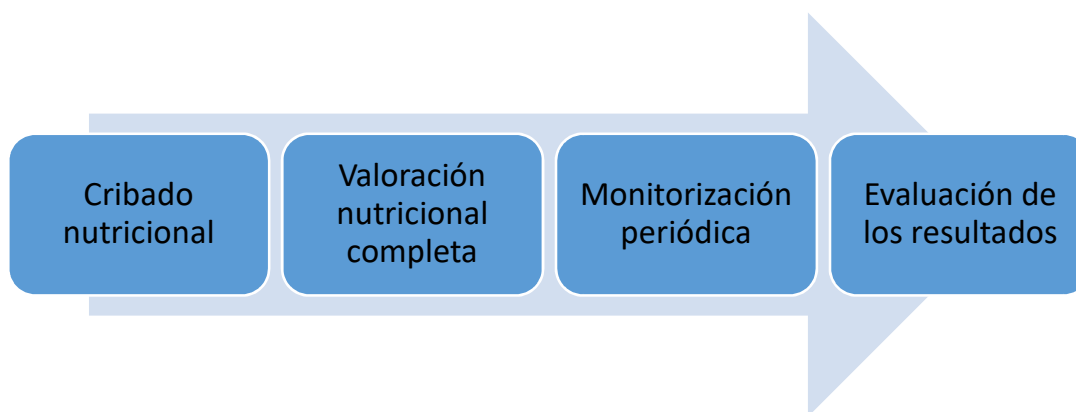 Cribado
nutricional
Valoración
nutricional
completa
Monitorización
periódica
Evaluación de
los resultados